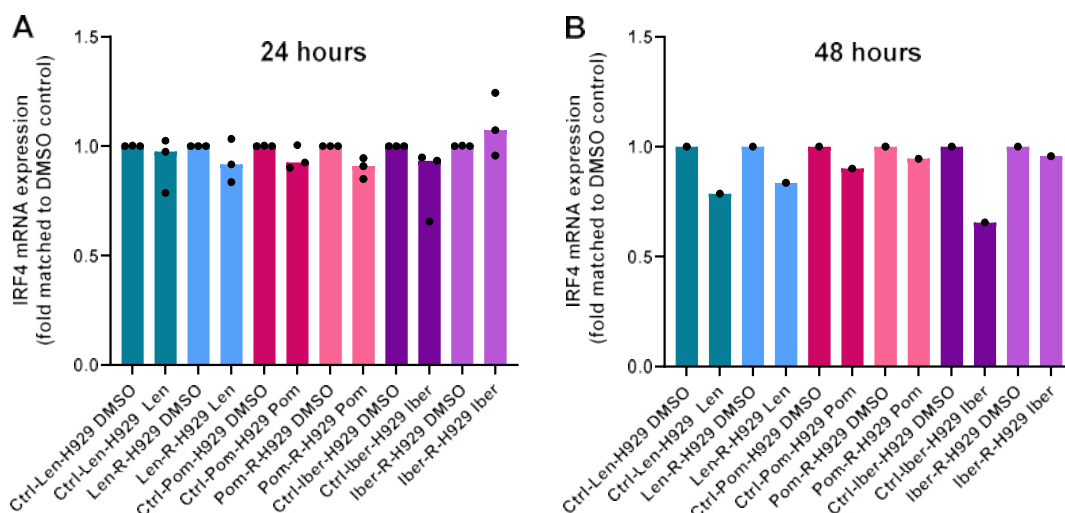 A
24 hours
IRF4 mRNA expression
(fold matched to DMSO control)
1.5
1.0
0.5
0.0
Ctrl-Len-H929 DMSO
Ctrl-Len-H929 Len
Len-R-H929 DMSO
Len-R-H929 Len
Ctrl-Pom-H929 DMSO
Ctrl-Pom-H929 Pom
Pom-R-H929 DMSO
Pom-R-H929 Pom
Ctrl-Iber-H929 DMSO
Ctrl-Iber-H929 Iber
Iber-R-H929 DMSO
Iber-R-H929 Iber
B
48 hours
IRF4 mRNA expression
(fold matched to DMSO control)
1.5
1.0
0.5
0.0
Ctrl-Len-H929 DMSO
Ctrl-Len-H929 Len
Len-R-H929 DMSO
Len-R-H929 Len
Ctrl-Pom-H929 DMSO
Ctrl-Pom-H929 Pom
Pom-R-H929 DMSO
Pom-R-H929 Pom
Ctrl-Iber-H929 DMSO
Ctrl-Iber-H929 Iber
Iber-R-H929 DMSO
Iber-R-H929 Iber